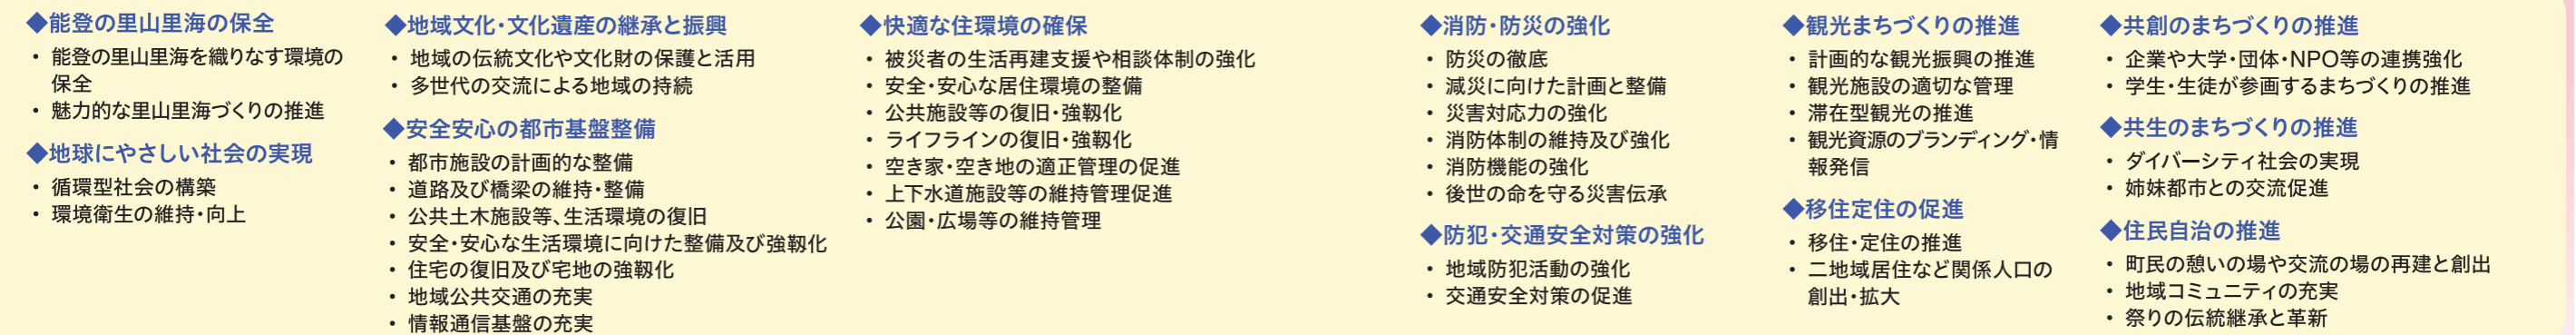 ◆能登の里山里海の保全
・ 能登の里山里海を織りなす環境の
保全
・ 魅力的な里山里海づくりの推進
◆地球にやさしい社会の実現
・ 循環型社会の構築
・ 環境衛生の維持・向上
◆地域文化・文化遺産の継承と振興
・ 地域の伝統文化や文化財の保護と活用
・ 多世代の交流による地域の持続
◆安全安心の都市基盤整備
・ 都市施設の計画的な整備
・ 道路及び橋梁の維持・整備
・ 公共土木施設等、生活環境の復旧
・ 安全・安心な生活環境に向けた整備及び強靱化
・ 住宅の復旧及び宅地の強靱化
・ 地域公共交通の充実
・ 情報通信基盤の充実
◆快適な住環境の確保
・ 被災者の生活再建支援や相談体制の強化
・ 安全・安心な居住環境の整備
・ 公共施設等の復旧・強靱化
・ ライフラインの復旧・強靱化
・ 空き家・空き地の適正管理の促進
・ 上下水道施設等の維持管理促進
・ 公園・広場等の維持管理
◆消防・防災の強化
・ 防災の徹底
・ 減災に向けた計画と整備
・ 災害対応力の強化
・ 消防体制の維持及び強化
・ 消防機能の強化
・ 後世の命を守る災害伝承
◆防犯・交通安全対策の強化
・ 地域防犯活動の強化
・ 交通安全対策の促進
◆観光まちづくりの推進
・ 計画的な観光振興の推進
・ 観光施設の適切な管理
・ 滞在型観光の推進
・ 観光資源のブランディング・情
報発信
◆移住定住の促進
・ 移住・定住の推進
・ 二地域居住など関係人口の
創出・拡大
◆共創のまちづくりの推進
・ 企業や大学・団体・NPO等の連携強化
・ 学生・生徒が参画するまちづくりの推進
◆共生のまちづくりの推進
・ ダイバーシティ社会の実現
・ 姉妹都市との交流促進
◆住民自治の推進
・ 町民の憩いの場や交流の場の再建と創出
・ 地域コミュニティの充実
・ 祭りの伝統継承と革新